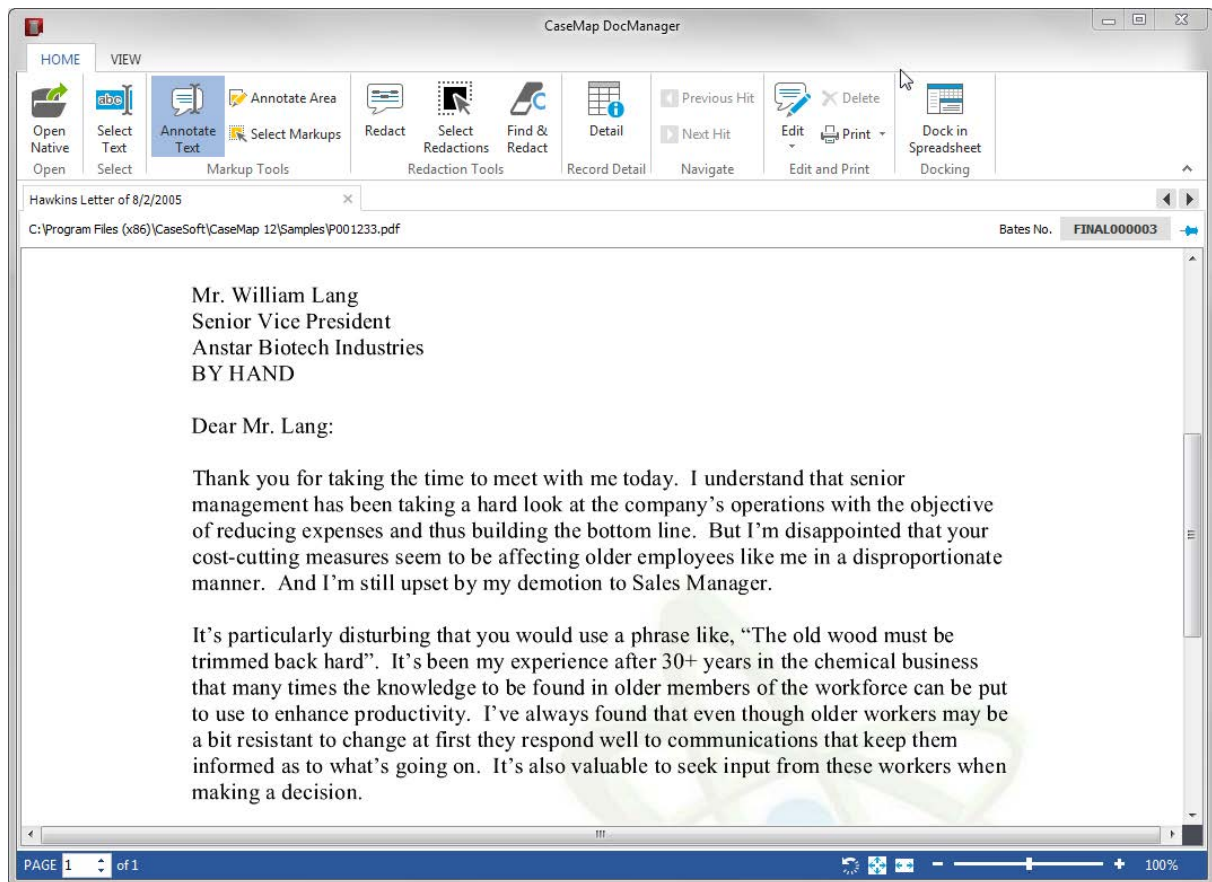 CaseMap DocManager
HOME VIEW
Open Native
Select Text
Annotate Text
Annotate Area
Select Markups
Redact
Select Redactions
Find & Redact
Detail
Previous Hit
Next Hit
Edit
Delete
Print
Dock in Spreadsheet
Open Select Markup Tools Redaction Tools Record Detail Navigate Edit and Print Docking
Hawkins Letter of 8/2/2005
C:\Program Files (x86)\CaseSoft\CaseMap 12\Samples\P001233.pdf Bates No. FINAL000003
Mr. William Lang
Senior Vice President
Anstar Biotech Industries
BY HAND
Dear Mr. Lang:
Thank you for taking the time to meet with me today.  I understand that senior
management has been taking a hard look at the company’s operations with the objective
of reducing expenses and thus building the bottom line.  But I’m disappointed that your
cost-cutting measures seem to be affecting older employees like me in a disproportionate
manner.  And I’m still upset by my demotion to Sales Manager.
It’s particularly disturbing that you would use a phrase like, “The old wood must be
trimmed back hard”.  It’s been my experience after 30+ years in the chemical business
that many times the knowledge to be found in older members of the workforce can be put
to use to enhance productivity.  I’ve always found that even though older workers may be
a bit resistant to change at first they respond well to communications that keep them
informed as to what’s going on.  It’s also valuable to seek input from these workers when
making a decision.
PAGE 1 of 1 100%